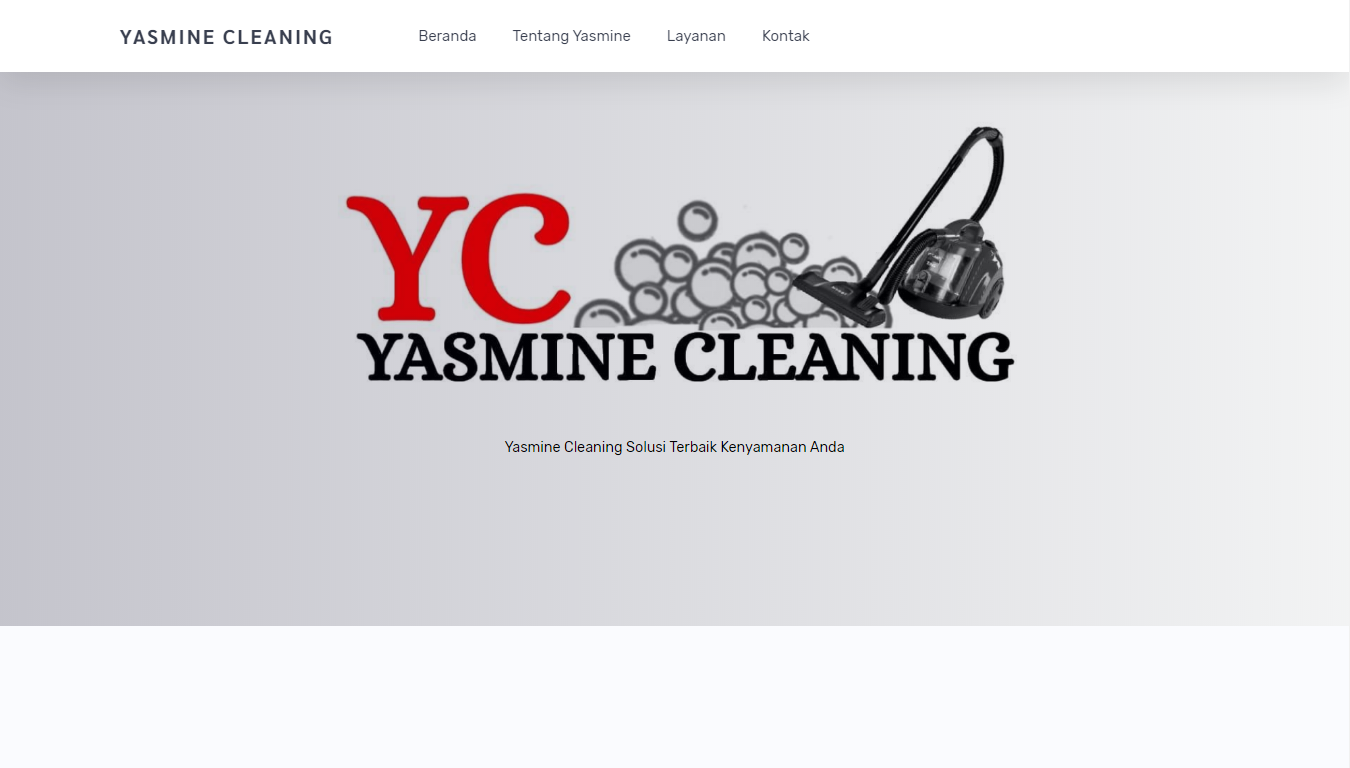 YASMINE CLEANING
Beranda Tentang Yasmine Layanan Kontak
YC
YASMINE CLEANING
Yasmine Cleaning Solusi Terbaik Kenyamanan Anda